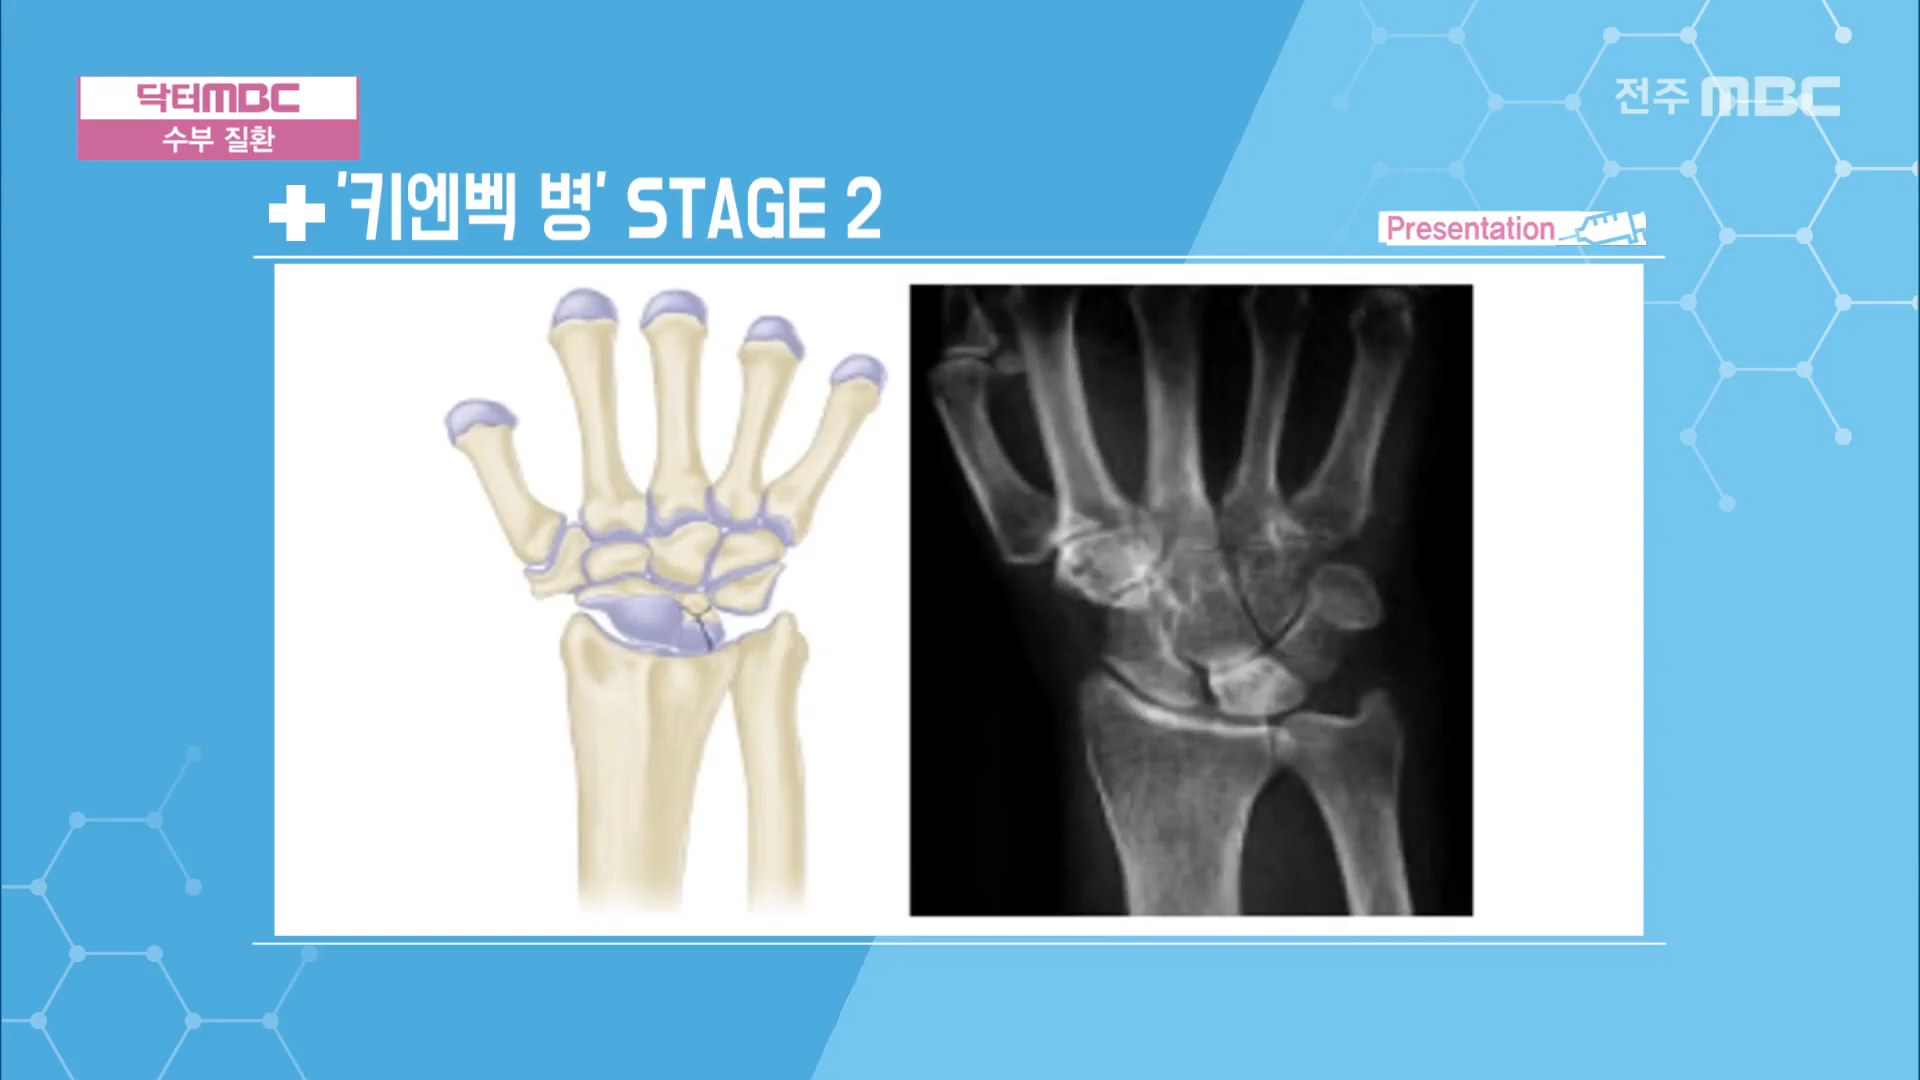 닥터MBC
수부 질환
전주 MBC
'키엔벡 병' STAGE 2
Presentation